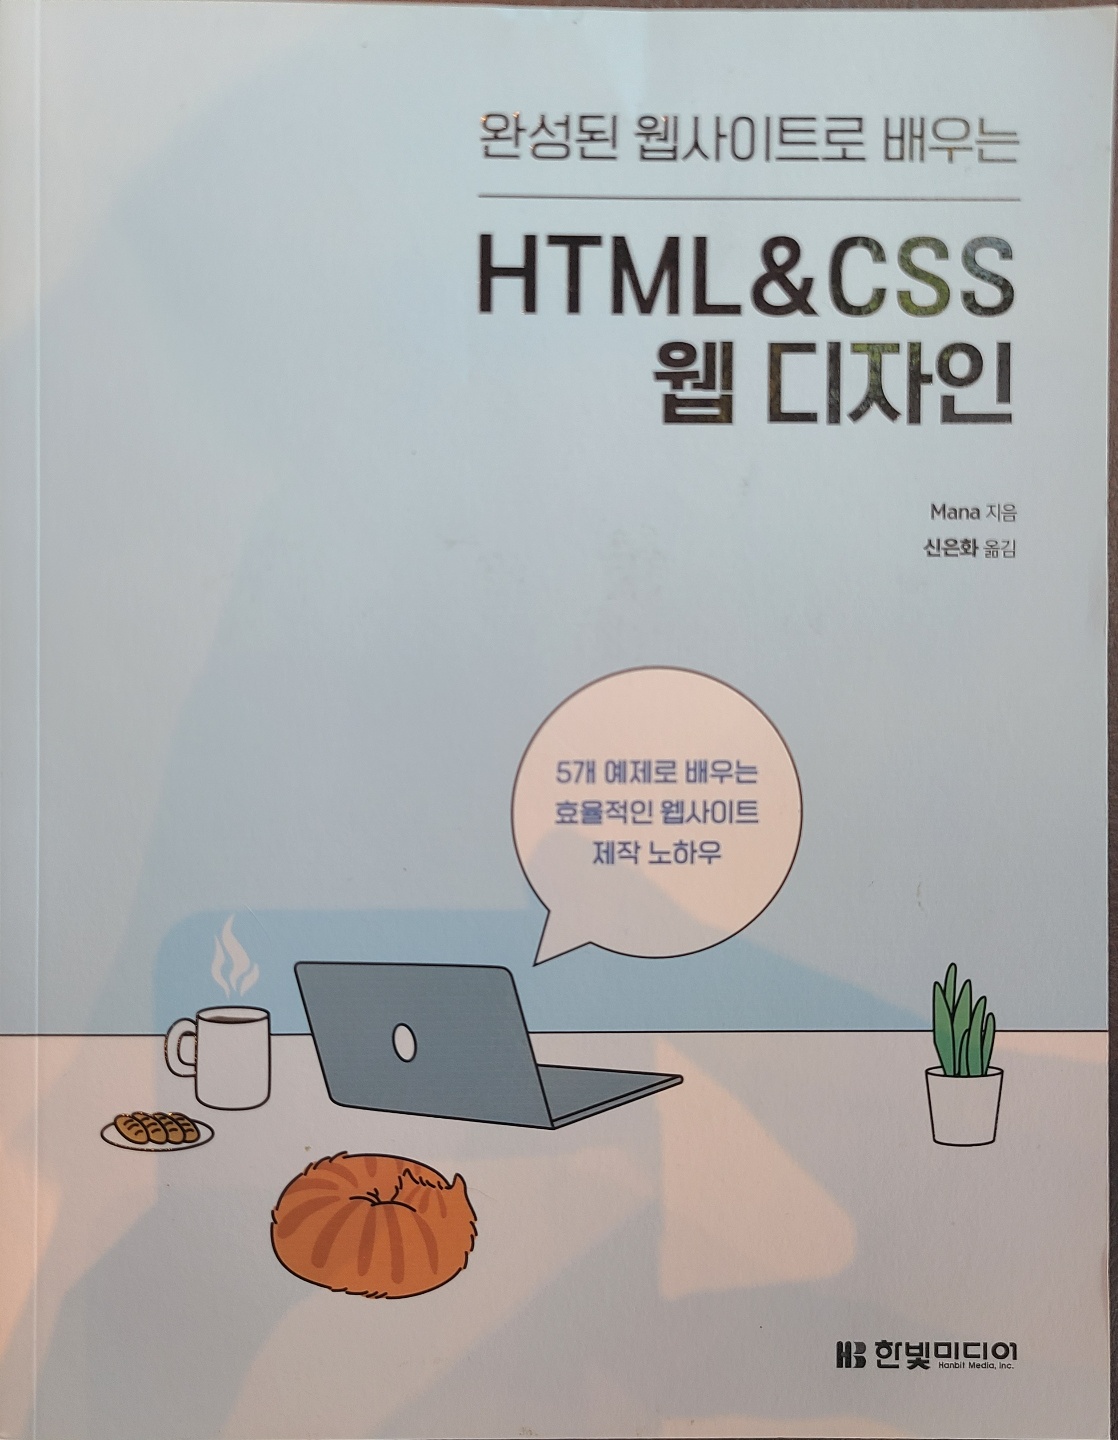 완성된 웹사이트로 배우는
HTML&CSS
웹 디자인
Mana 지음
신은화 옮김
5개 예제로 배우는
효율적인 웹사이트
제작 노하우
HB 한빛미디어
Hanbit Media, Inc.